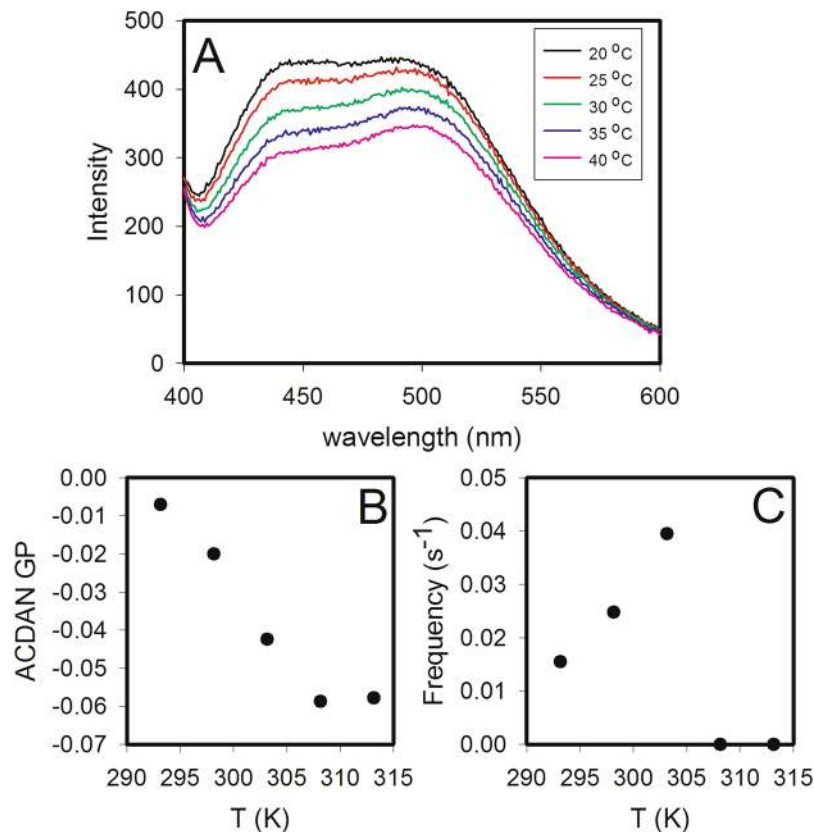 A
500
400
300
200
100
0
Intensity
20 °C
25 °C
30 °C
35 °C
40 °C
400 450 500 550 600
wavelength (nm)
B
0.00
-0.01
-0.02
-0.03
-0.04
-0.05
-0.06
-0.07
ACDAN GP
290 295 300 305 310 315
T (K)
C
0.05
0.04
0.03
0.02
0.01
0.00
Frequency (s⁻¹)
290 295 300 305 310 315
T (K)